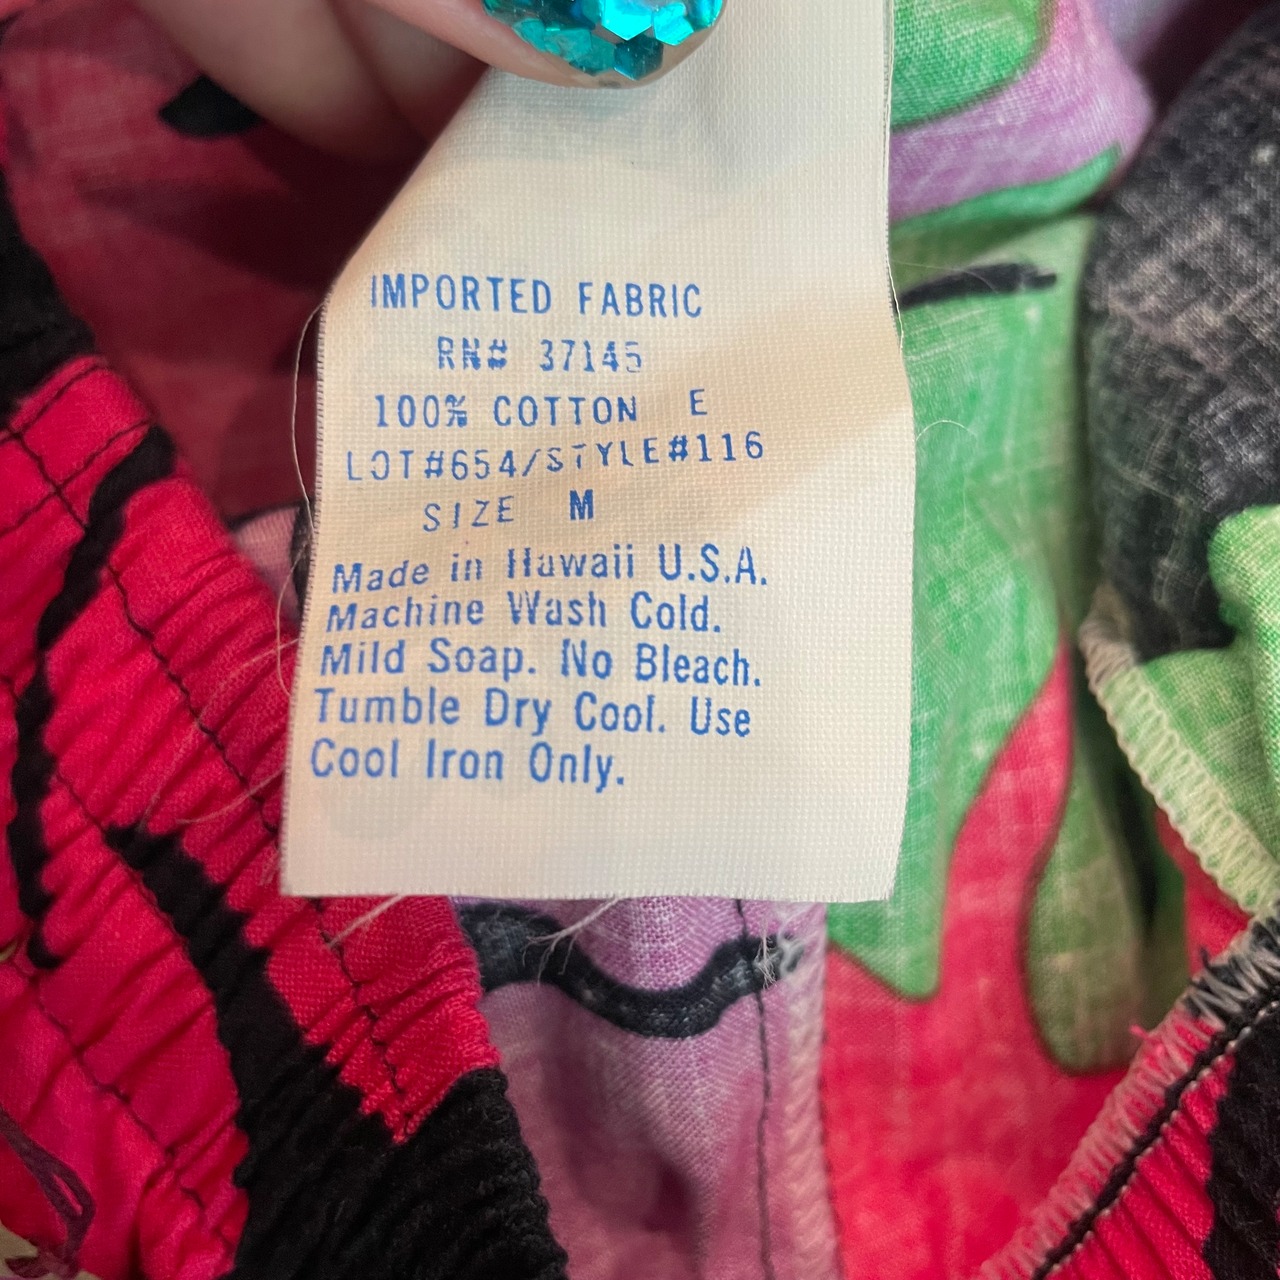 IMPORTED FABRIC
RN# 37145
100% COTTON E
LOT#654/STYLE#116
SIZE M
Made in Hawaii U.S.A.
Machine Wash Cold.
Mild Soap. No Bleach.
Tumble Dry Cool. Use
Cool Iron Only.